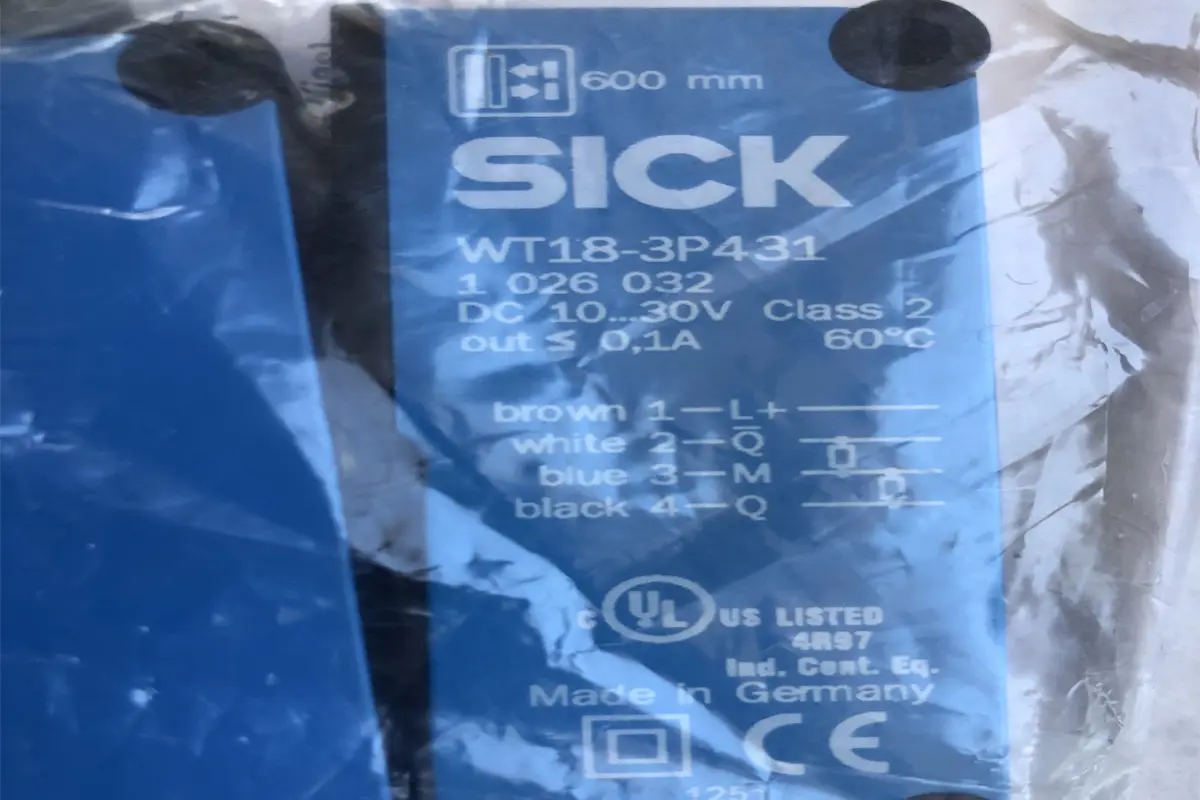 600 mm
SICK
WT18-3P431
1 026 032
DC 10...30V Class 2
out ≤ 0,1A 60°C
brown 1—L+
white 2—Q̅
blue 3—M
black 4—Q
C UL US LISTED
4R97
Ind. Cont. Eq.
Made in Germany
CE